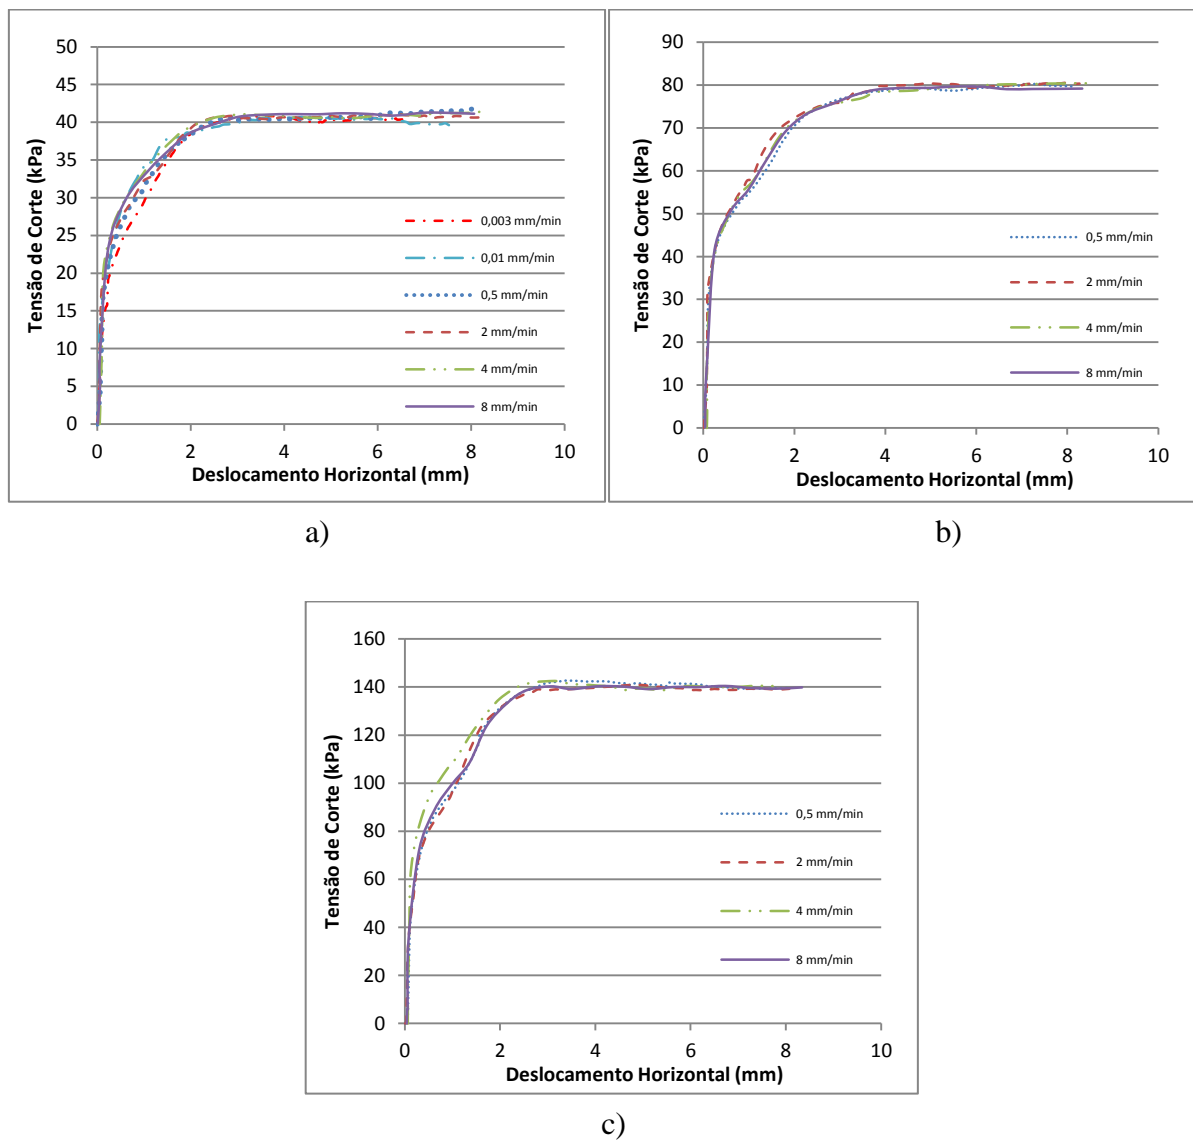 50
45
40
35
30
25
20
15
10
5
0
Tensão de Corte (kPa)
0,003 mm/min
0,01 mm/min
0,5 mm/min
2 mm/min
4 mm/min
8 mm/min
0 2 4 6 8 10
Deslocamento Horizontal (mm)
a)
90
80
70
60
50
40
30
20
10
0
Tensão de Corte (kPa)
0,5 mm/min
2 mm/min
4 mm/min
8 mm/min
0 2 4 6 8 10
Deslocamento Horizontal (mm)
b)
160
140
120
100
80
60
40
20
0
Tensão de Corte (kPa)
0,5 mm/min
2 mm/min
4 mm/min
8 mm/min
0 2 4 6 8 10
Deslocamento Horizontal (mm)
c)